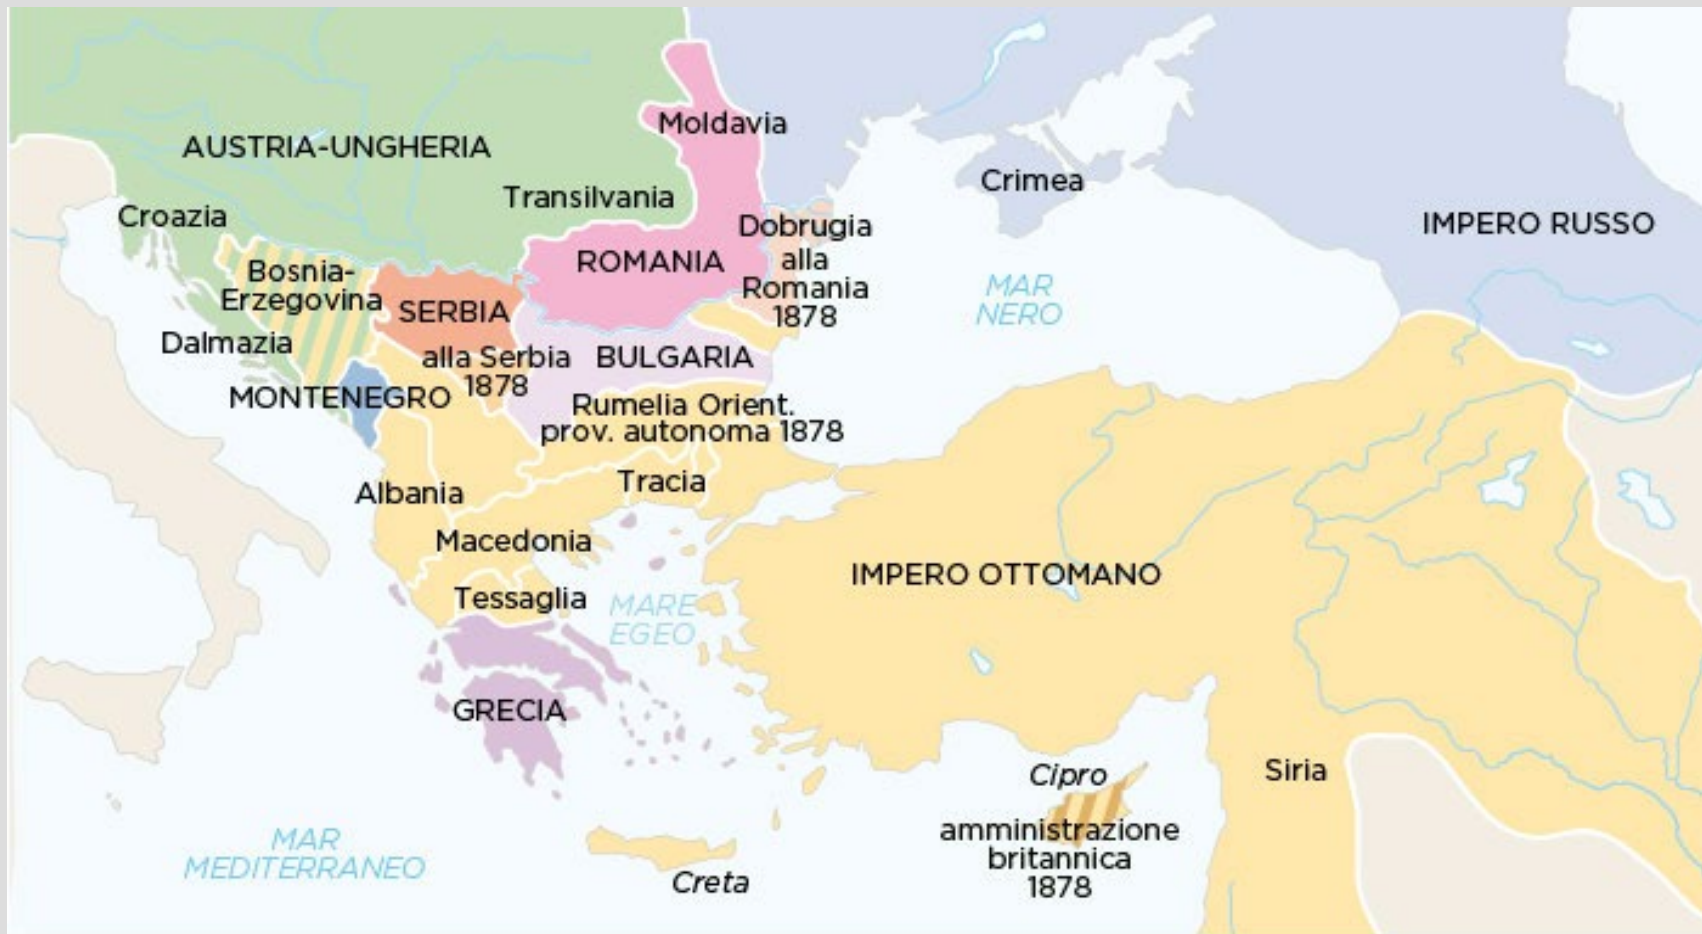 Moldavia
AUSTRIA-UNGHERIA
Transilvania
Crimea
Croazia
Dobrugia
alla
Romania
1878
IMPERO RUSSO
ROMANIA
Bosnia-
Erzegovina
SERBIA
MAR
NERO
Dalmazia
alla Serbia
1878
BULGARIA
MONTENEGRO
Rumelia Orient.
prov. autonoma 1878
Albania
Tracia
Macedonia
IMPERO OTTOMANO
Tessaglia
MARE
EGEO
GRECIA
Cipro
amministrazione
britannica
1878
Siria
MAR
MEDITERRANEO
Creta